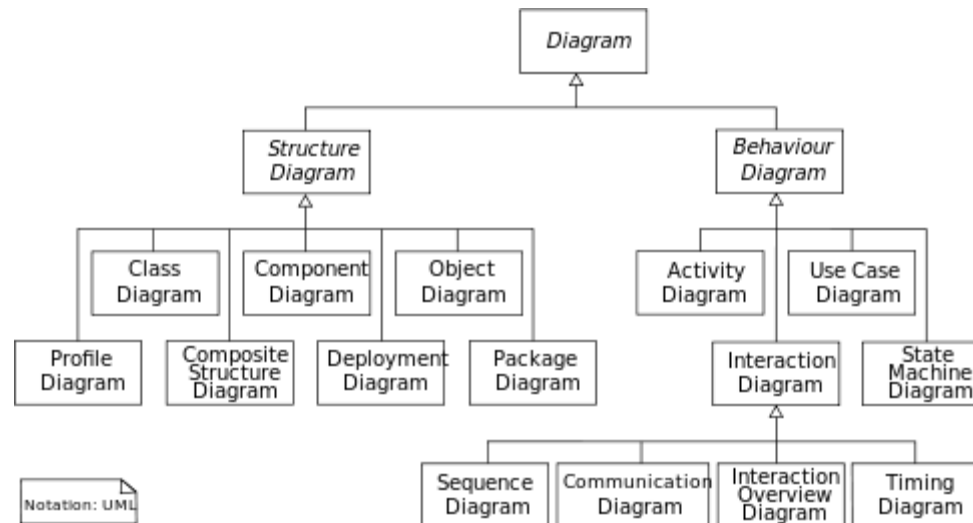 Diagram
Structure
Diagram
Behaviour
Diagram
Class
Diagram
Component
Diagram
Object
Diagram
Activity
Diagram
Use Case
Diagram
Profile
Diagram
Composite
Structure
Diagram
Deployment
Diagram
Package
Diagram
Interaction
Diagram
State
Machine
Diagram
Sequence
Diagram
Communication
Diagram
Interaction
Overview
Diagram
Timing
Diagram
Notation: UML